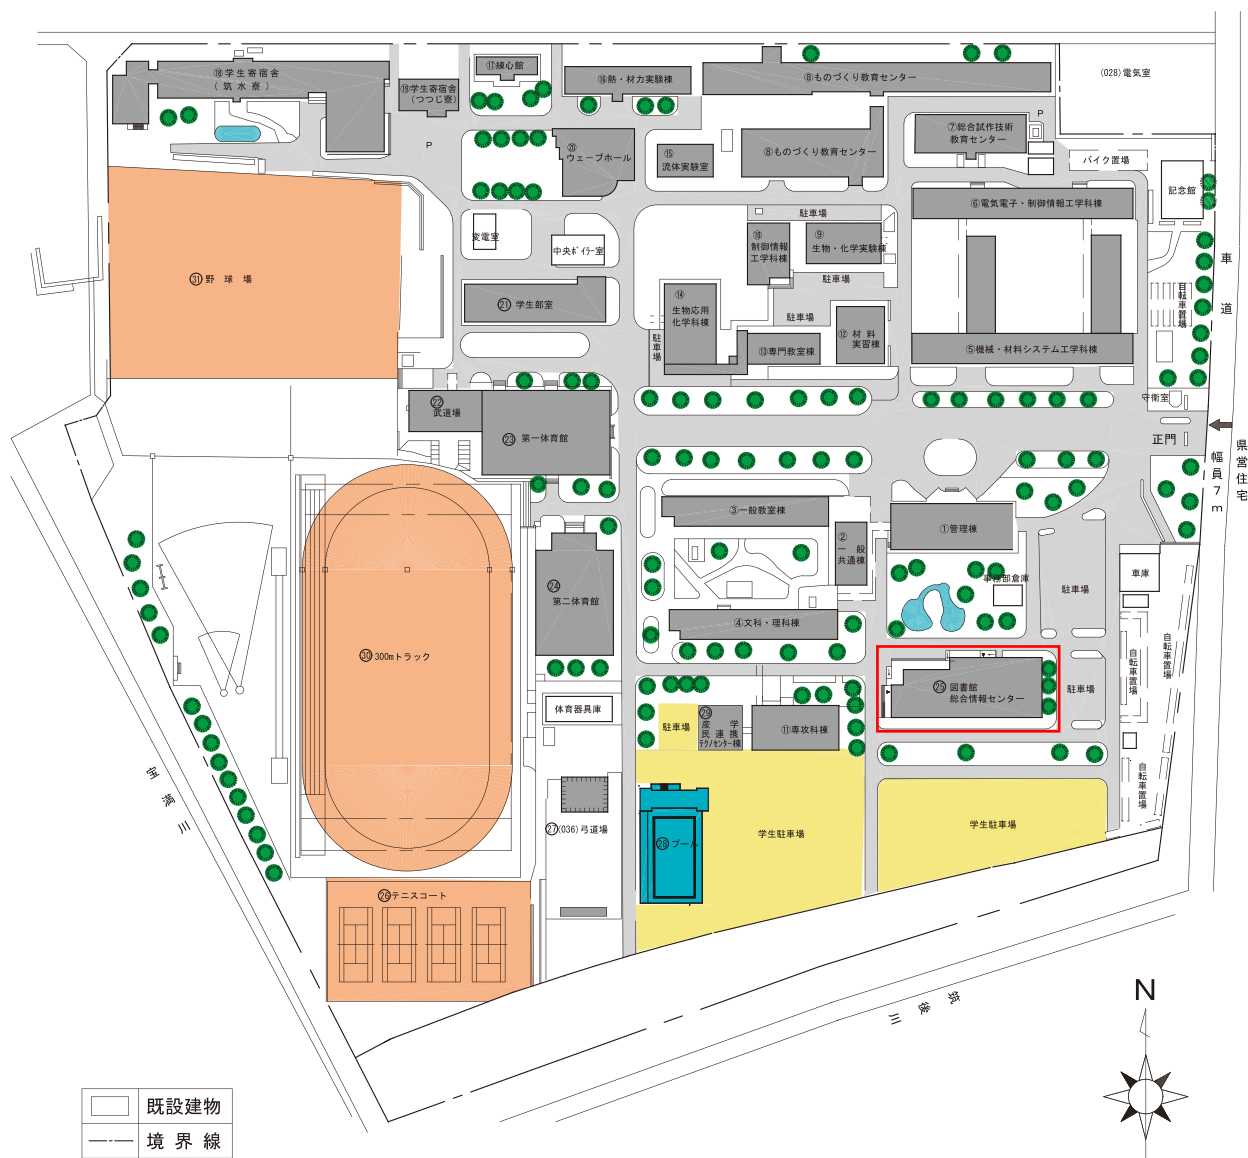 ⑱学生寄宿舎
(筑水寮)
⑲学生寄宿舎
(つつじ寮)
⑰練心館
⑯熱・材力実験棟
⑧ものづくり教育センター
(028)電気室
P
⑳
ウェーブホール
⑮
流体実験室
⑧ものづくり教育センター
⑦総合試作技術
教育センター
P
バイク置場
記念館
⑥電気電子・制御情報工学科棟
駐車場
変電室
中央ﾎﾞｲﾗｰ室
⑩
制御情報
工学科棟
⑨
生物・化学実験棟
車道
㉛野球場
㉑学生部室
⑭
生物応用
化学科棟
駐車場
駐車場
駐車場
⑫材料
実習棟
⑬専門教室棟
⑤機械・材料システム工学科棟
自転車置場
守衛室
正門
㉒
武道場
㉓第一体育館
県営住宅
幅員7m
③一般教室棟
②
一般
共通棟
①管理棟
㉔
第二体育館
事務部倉庫
駐車場
車庫
④文科・理科棟
㉚300mトラック
自転車置場
自転車置場
㉕図書館
総合情報センター
駐車場
体育器具庫
駐車場
㉙
産学
民連携
ﾃｸﾉｾﾝﾀｰ棟
⑪専攻科棟
自転車置場
宝満川
㉗(036)弓道場
㉘プール
学生駐車場
学生駐車場
㉖テニスコート
筑後川
N
既設建物
境界線